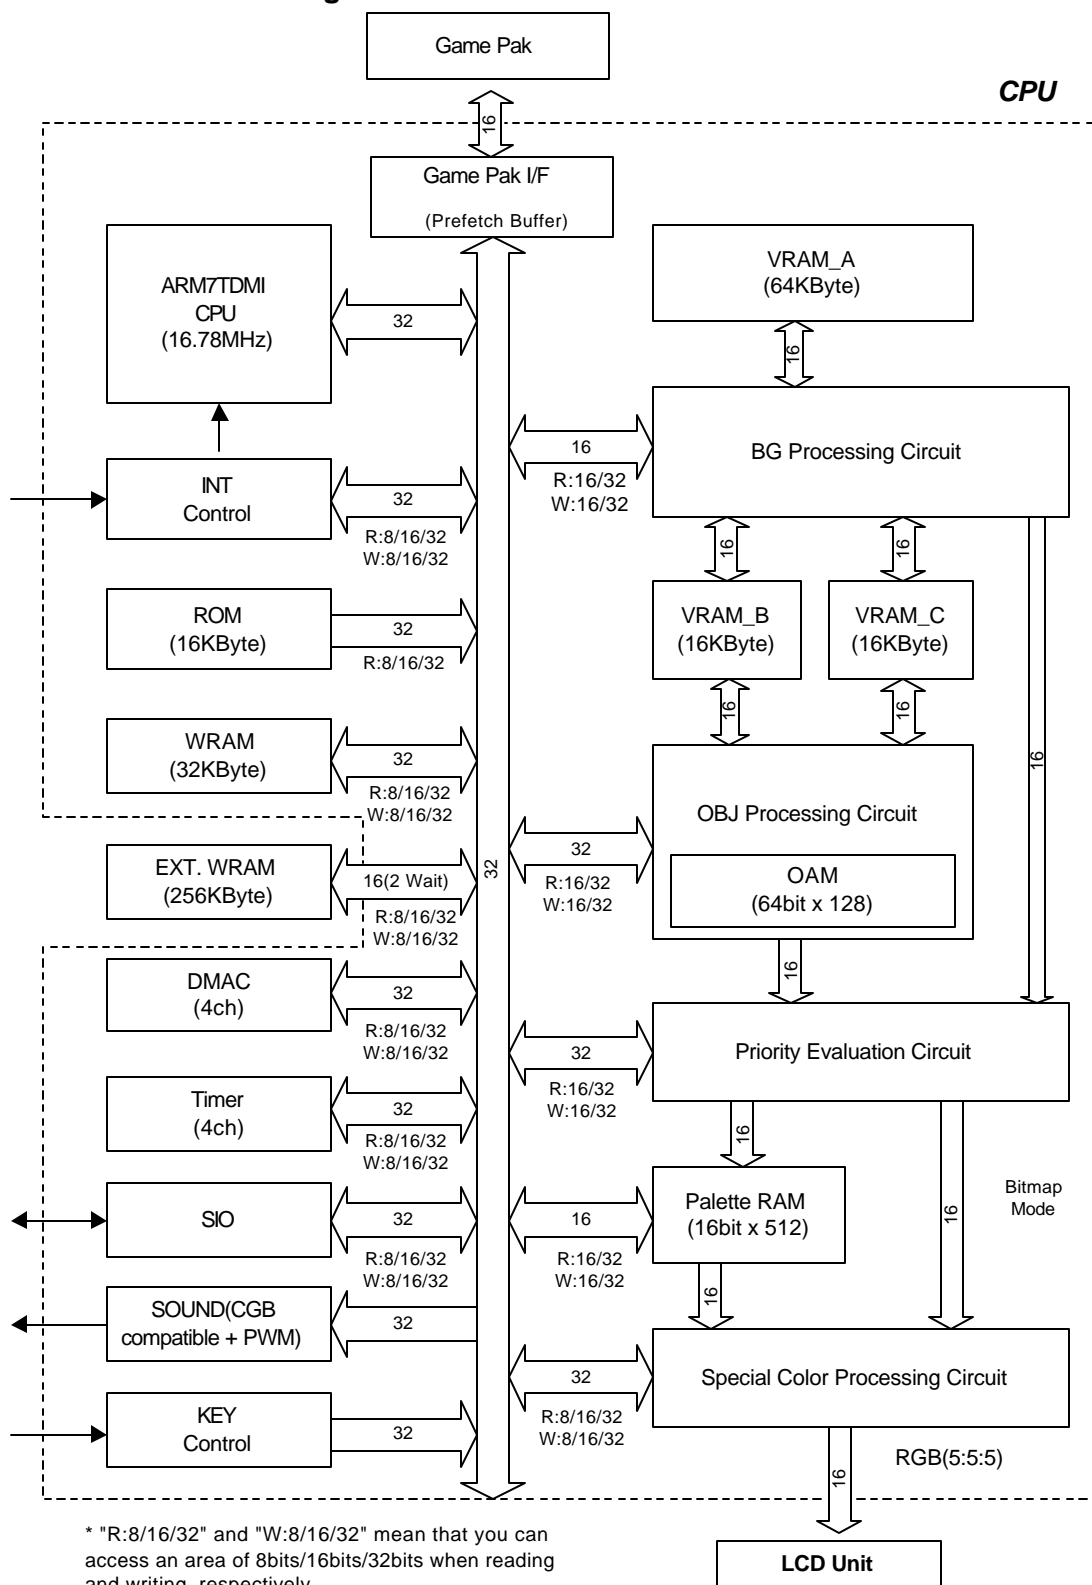 g
Game Pak
CPU
16
Game Pak I/F
(Prefetch Buffer)
ARM7TDMI
CPU
(16.78MHz)
32
VRAM_A
(64KByte)
16
BG Processing Circuit
16
R:16/32
W:16/32
INT
Control
32
R:8/16/32
W:8/16/32
16
16
ROM
(16KByte)
32
R:8/16/32
VRAM_B
(16KByte)
VRAM_C
(16KByte)
16
16
16
WRAM
(32KByte)
32
R:8/16/32
W:8/16/32
OBJ Processing Circuit
OAM
(64bit x 128)
32
R:16/32
W:16/32
32
EXT. WRAM
(256KByte)
16(2 Wait)
R:8/16/32
W:8/16/32
16
DMAC
(4ch)
32
R:8/16/32
W:8/16/32
Priority Evaluation Circuit
32
R:16/32
W:16/32
Timer
(4ch)
32
R:8/16/32
W:8/16/32
16
16
Bitmap
Mode
SIO
32
R:8/16/32
W:8/16/32
Palette RAM
(16bit x 512)
16
R:16/32
W:16/32
16
SOUND(CGB
compatible + PWM)
32
Special Color Processing Circuit
32
R:8/16/32
W:8/16/32
KEY
Control
32
16
RGB(5:5:5)
LCD Unit
* "R:8/16/32" and "W:8/16/32" mean that you can
access an area of 8bits/16bits/32bits when reading
and writing, respectively